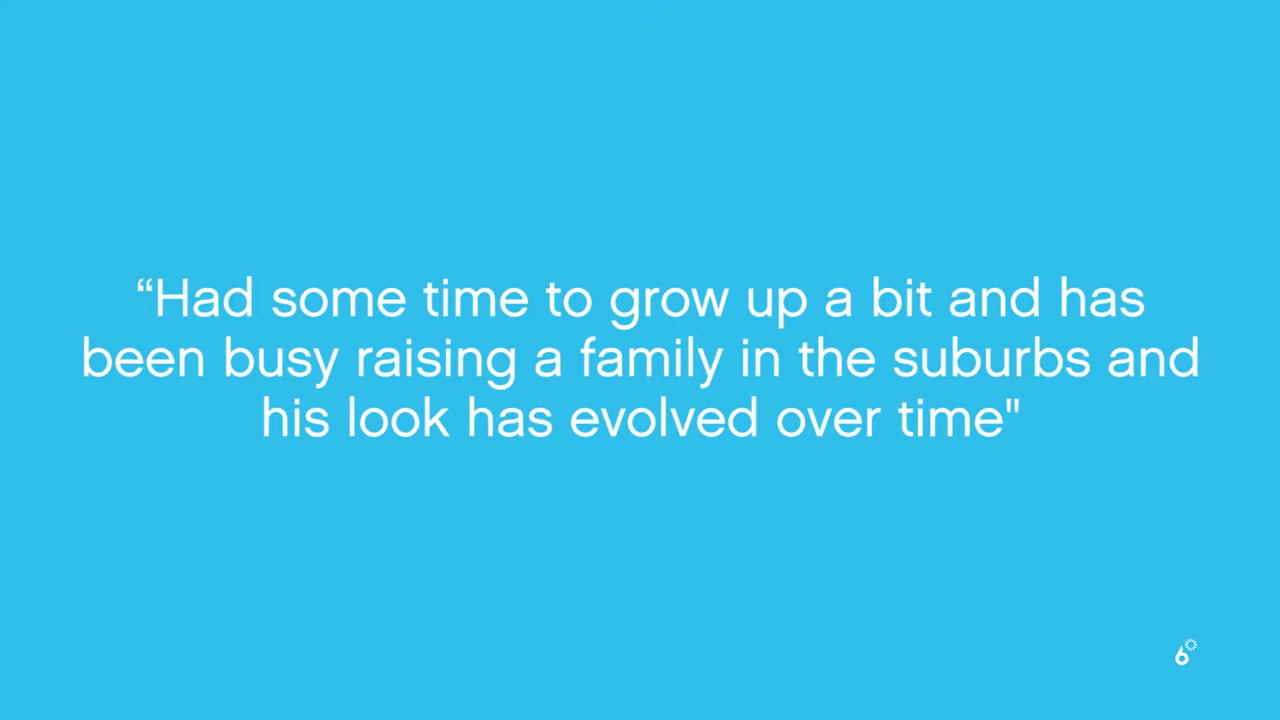 “Had some time to grow up a bit and has
been busy raising a family in the suburbs and
his look has evolved over time"
6